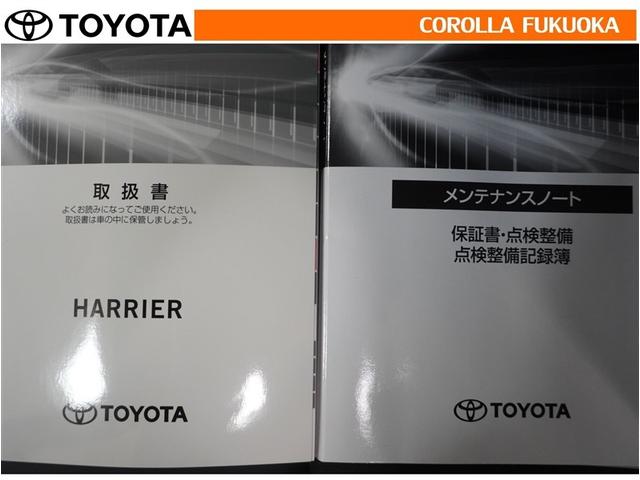 TOYOTA
COROLLA FUKUOKA
取扱書
よくお読みになってご使用ください。
取扱書は車の中に保管しましょう。
HARRIER
TOYOTA
メンテナンスノート
保証書・点検整備
点検整備記録簿
TOYOTA